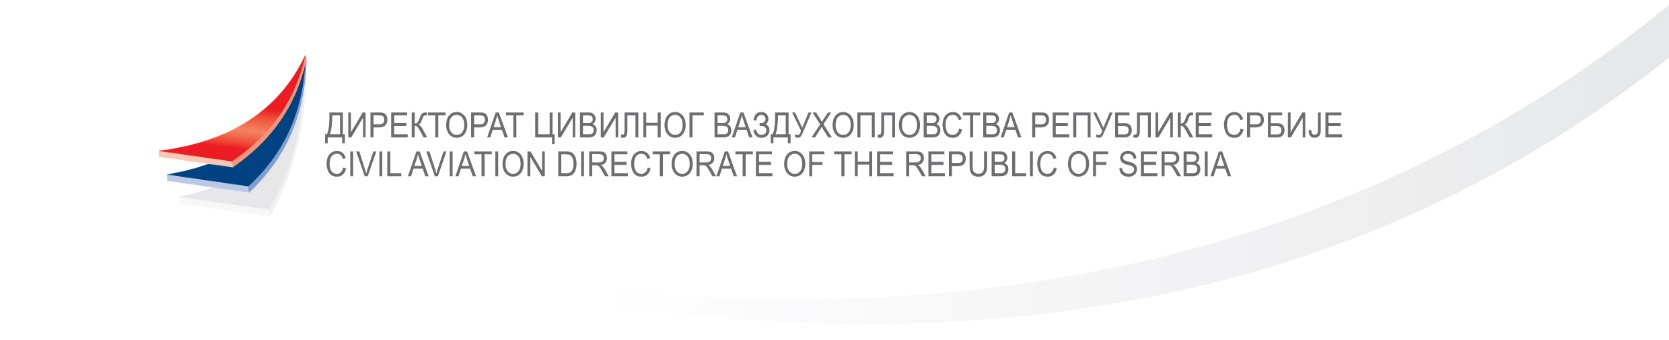 ДИРЕКТОРАТ ЦИВИЛНОГ ВАЗДУХОПЛОВСТВА РЕПУБЛИКЕ СРБИЈЕ
CIVIL AVIATION DIRECTORATE OF THE REPUBLIC OF SERBIA